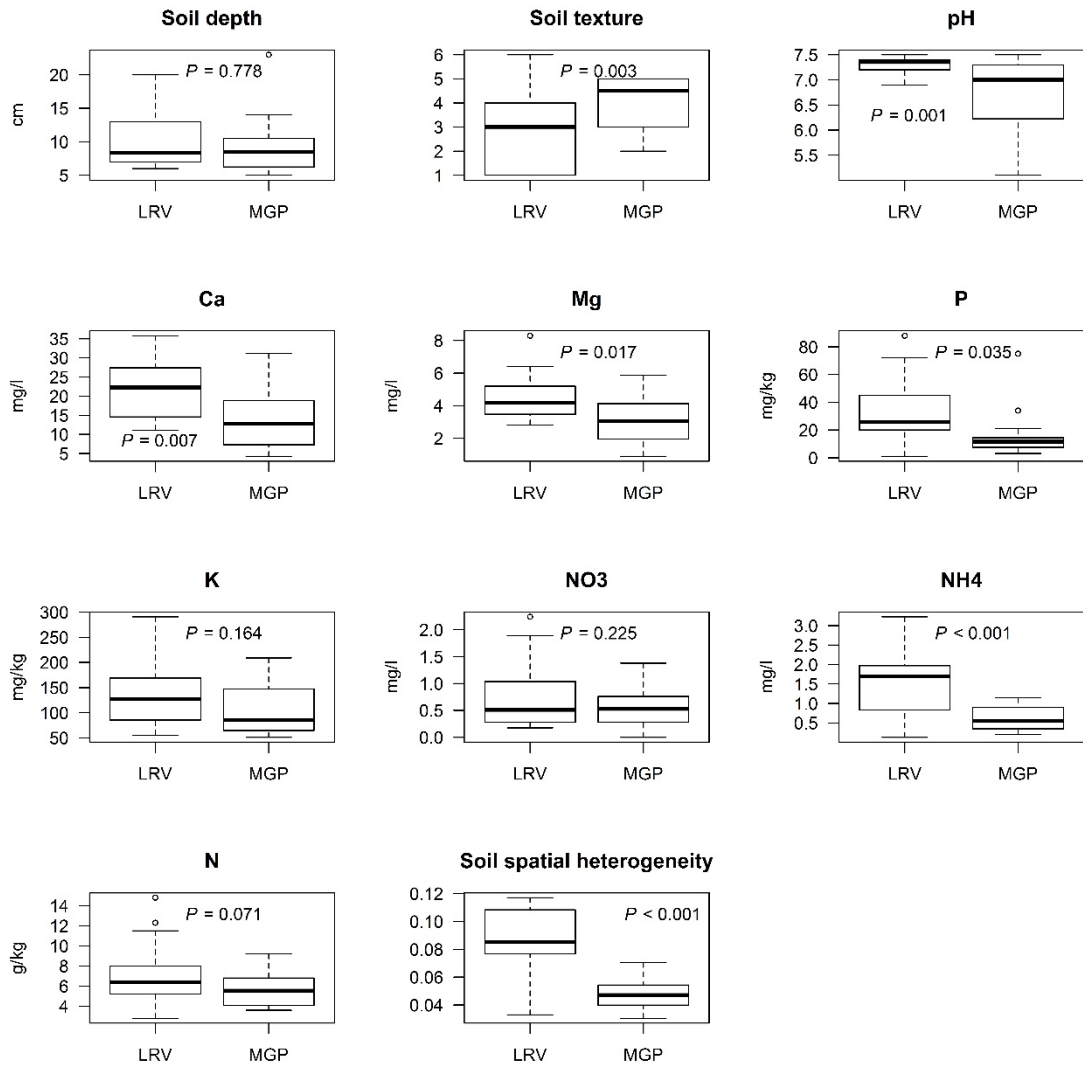 Soil depth
cm
20
15
10
5
P = 0.778
LRV
MGP
Soil texture
6
5
4
3
2
1
P = 0.003
LRV
MGP
pH
7.5
7.0
6.5
6.0
5.5
P = 0.001
LRV
MGP
Ca
mg/l
35
30
25
20
15
10
5
P = 0.007
LRV
MGP
Mg
mg/l
8
6
4
2
P = 0.017
LRV
MGP
P
mg/kg
80
60
40
20
0
P = 0.035
LRV
MGP
K
mg/kg
300
250
200
150
100
50
P = 0.164
LRV
MGP
NO3
mg/l
2.0
1.5
1.0
0.5
0.0
P = 0.225
LRV
MGP
NH4
mg/l
3.0
2.5
2.0
1.5
1.0
0.5
P < 0.001
LRV
MGP
N
g/kg
14
12
10
8
6
4
P = 0.071
LRV
MGP
Soil spatial heterogeneity
0.12
0.10
0.08
0.06
0.04
P < 0.001
LRV
MGP